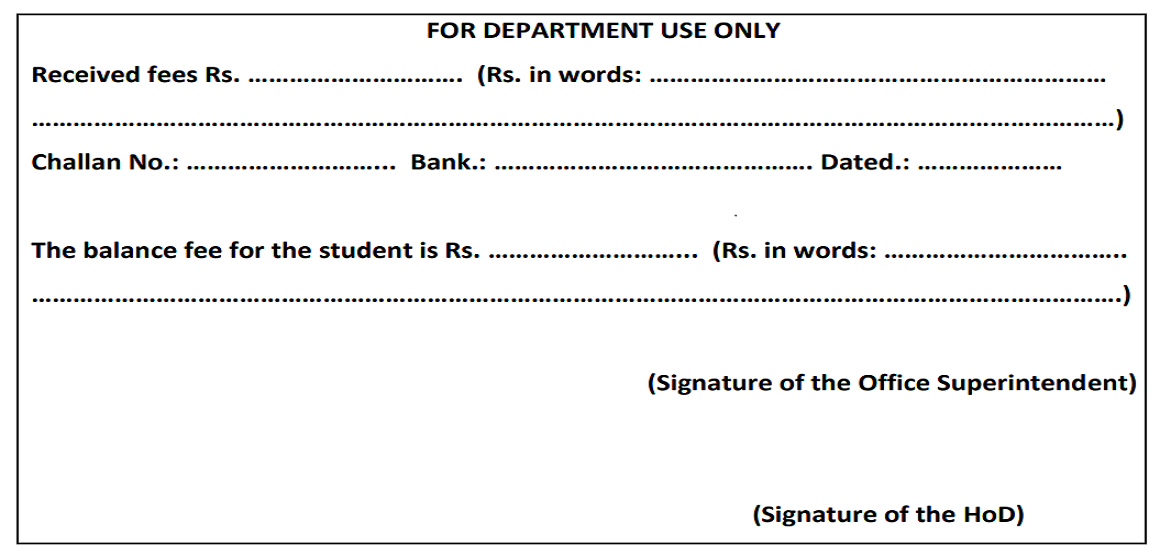 FOR DEPARTMENT USE ONLY
Received fees Rs. …………………………. (Rs. in words: …………………………………………………………
……………………………………………………………………………………………………………………………………………)
Challan No.: ……………………... Bank.: ………………………………………. Dated.: …………………
The balance fee for the student is Rs. ………………………... (Rs. in words: ……………………………..
…………………………………………………………………………………………………………………………………………….)
(Signature of the Office Superintendent)
(Signature of the HoD)